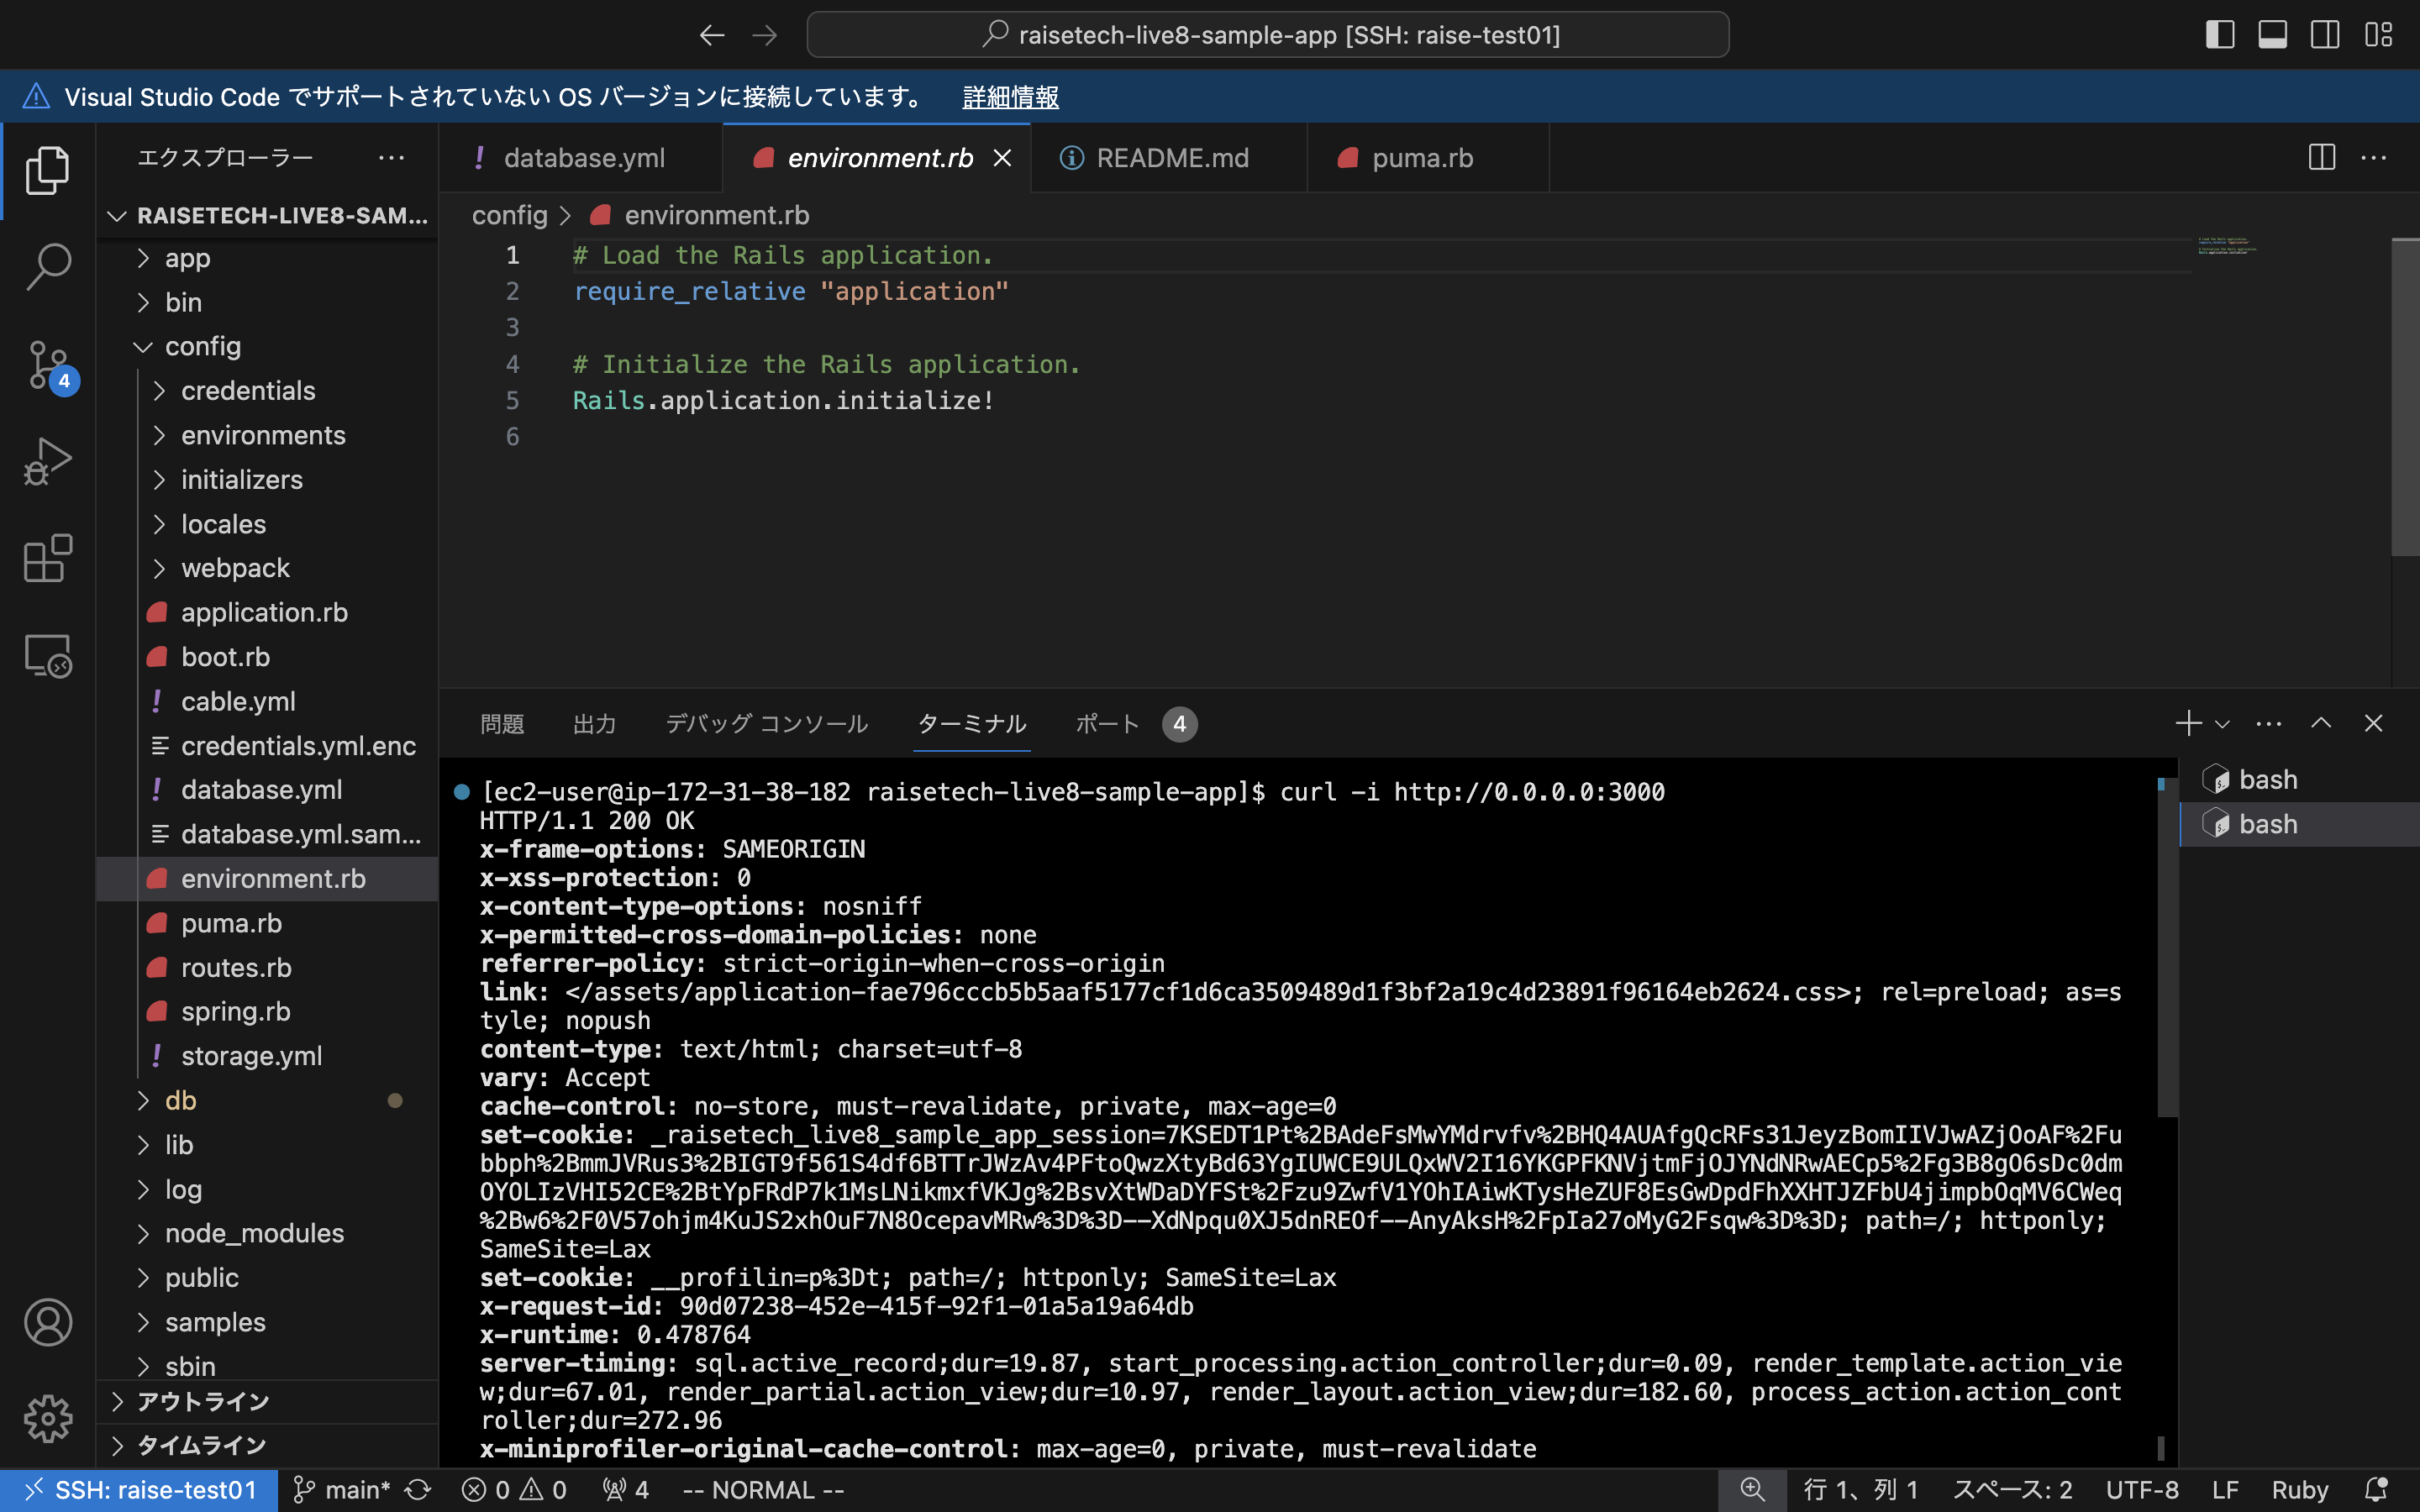 raisetech-live8-sample-app [SSH: raise-test01]
Visual Studio Code でサポートされていない OS バージョンに接続しています。 詳細情報
エクスプローラー
RAISETECH-LIVE8-SAM...
app
bin
config
credentials
environments
initializers
locales
webpack
application.rb
boot.rb
cable.yml
credentials.yml.enc
database.yml
database.yml.sam...
environment.rb
puma.rb
routes.rb
spring.rb
storage.yml
db
lib
log
node_modules
public
samples
sbin
アウトライン
タイムライン
4
database.yml environment.rb README.md puma.rb
config > environment.rb
1 # Load the Rails application.
2 require_relative "application"
3
4 # Initialize the Rails application.
5 Rails.application.initialize!
6
問題 出力 デバッグ コンソール ターミナル ポート 4
[ec2-user@ip-172-31-38-182 raisetech-live8-sample-app]$ curl -i http://0.0.0.0:3000
HTTP/1.1 200 OK
x-frame-options: SAMEORIGIN
x-xss-protection: 0
x-content-type-options: nosniff
x-permitted-cross-domain-policies: none
referrer-policy: strict-origin-when-cross-origin
link: </assets/application-fae796cccb5b5aaf5177cf1d6ca3509489d1f3bf2a19c4d23891f96164eb2624.css>; rel=preload; as=s
tyle; nopush
content-type: text/html; charset=utf-8
vary: Accept
cache-control: no-store, must-revalidate, private, max-age=0
set-cookie: _raisetech_live8_sample_app_session=7KSEDT1Pt%2BAdeFsMwYMdrvfv%2BHQ4AUAfgQcRFs31JeyzBomIIVJwAZjOoAF%2Fu
bbph%2BmmJVRus3%2BIGT9f561S4df6BTTrJWzAv4PFtoQwzXtyBd63YgIUWCE9ULQxWV2I16YKGPFKNVjtmFjOJYNdNRwAECp5%2Fg3B8gO6sDc0dm
OYOLIzVHI52CE%2BtYpFRdP7k1MsLNikmxfVKJg%2BsvXtWDaDYFSt%2Fzu9ZwfV1YOhIAiwKTysHeZUF8EsGwDpdFhXXHTJZFbU4jimpbOqMV6CWeq
%2Bw6%2F0V57ohjm4KuJS2xhOuF7N8OcepavMRw%3D%3D--XdNpqu0XJ5dnREOf--AnyAksH%2FpIa27oMyG2Fsqw%3D%3D; path=/; httponly;
SameSite=Lax
set-cookie: __profilin=p%3Dt; path=/; httponly; SameSite=Lax
x-request-id: 90d07238-452e-415f-92f1-01a5a19a64db
x-runtime: 0.478764
server-timing: sql.active_record;dur=19.87, start_processing.action_controller;dur=0.09, render_template.action_vie
w;dur=67.01, render_partial.action_view;dur=10.97, render_layout.action_view;dur=182.60, process_action.action_cont
roller;dur=272.96
x-miniprofiler-original-cache-control: max-age=0, private, must-revalidate
bash
bash
SSH: raise-test01 main* 0 0 4 -- NORMAL -- 行 1、列 1 スペース: 2 UTF-8 LF Ruby